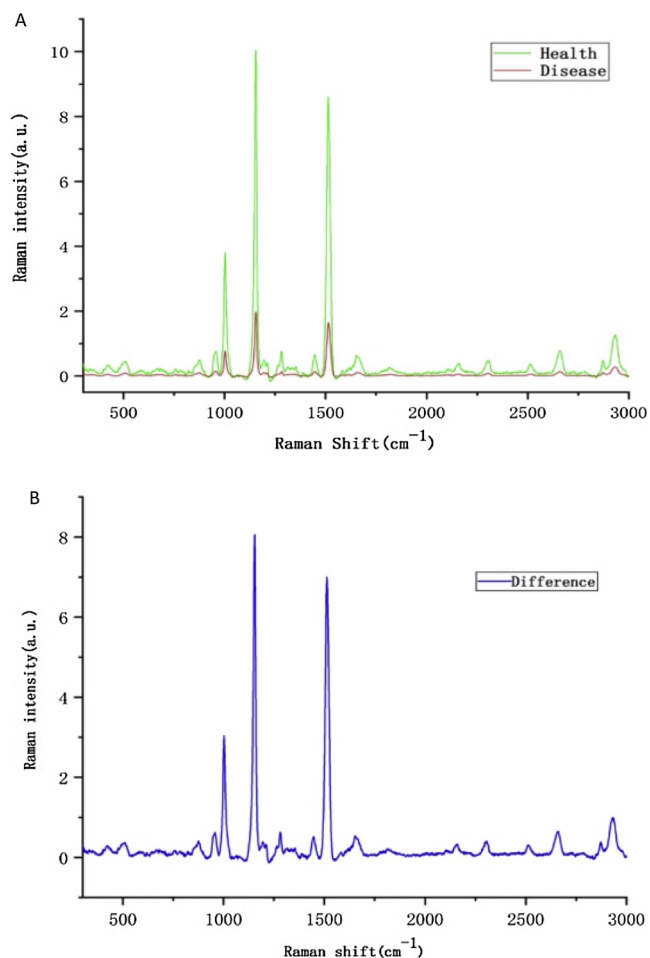 A
Health
Disease
10
8
6
4
2
0
Raman intensity(a.u.)
500 1000 1500 2000 2500 3000
Raman Shift(cm⁻¹)
B
Difference
8
6
4
2
0
Raman intensity(a.u.)
500 1000 1500 2000 2500 3000
Raman shift(cm⁻¹)